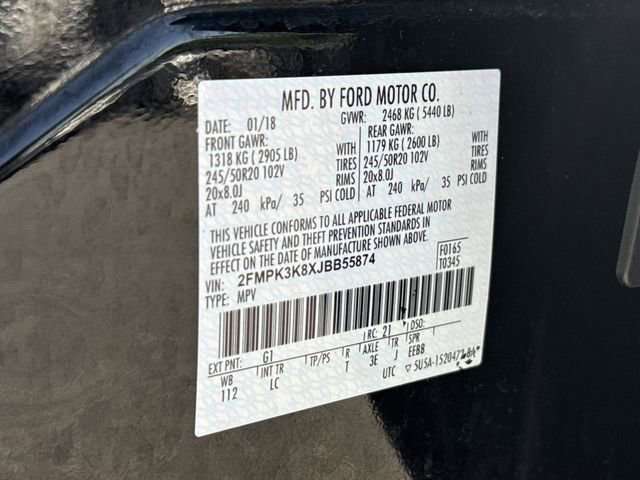 MFD. BY FORD MOTOR CO.
DATE: 01/18 GVWR: 2468 KG ( 5440 LB)
FRONT GAWR: REAR GAWR:
1318 KG ( 2905 LB) WITH 1179 KG ( 2600 LB) WITH
245/50R20 102V TIRES 245/50R20 102V TIRES
20x8.0J RIMS 20x8.0J RIMS
AT 240 kPa/ 35 PSI COLD AT 240 kPa/ 35 PSI COLD
THIS VEHICLE CONFORMS TO ALL APPLICABLE FEDERAL MOTOR
VEHICLE SAFETY AND THEFT PREVENTION STANDARDS IN
EFFECT ON THE DATE OF MANUFACTURE SHOWN ABOVE.
VIN: 2FMPK3K8XJBB55874 F0165
TYPE: MPV T0345
RC: 21 DSO:
EXT PNT: G1
WB INT TR TP/PS R AXLE TR SPR
112 LC T 3E J EEBB
UTC ▽ 5U5A-1520472-BA